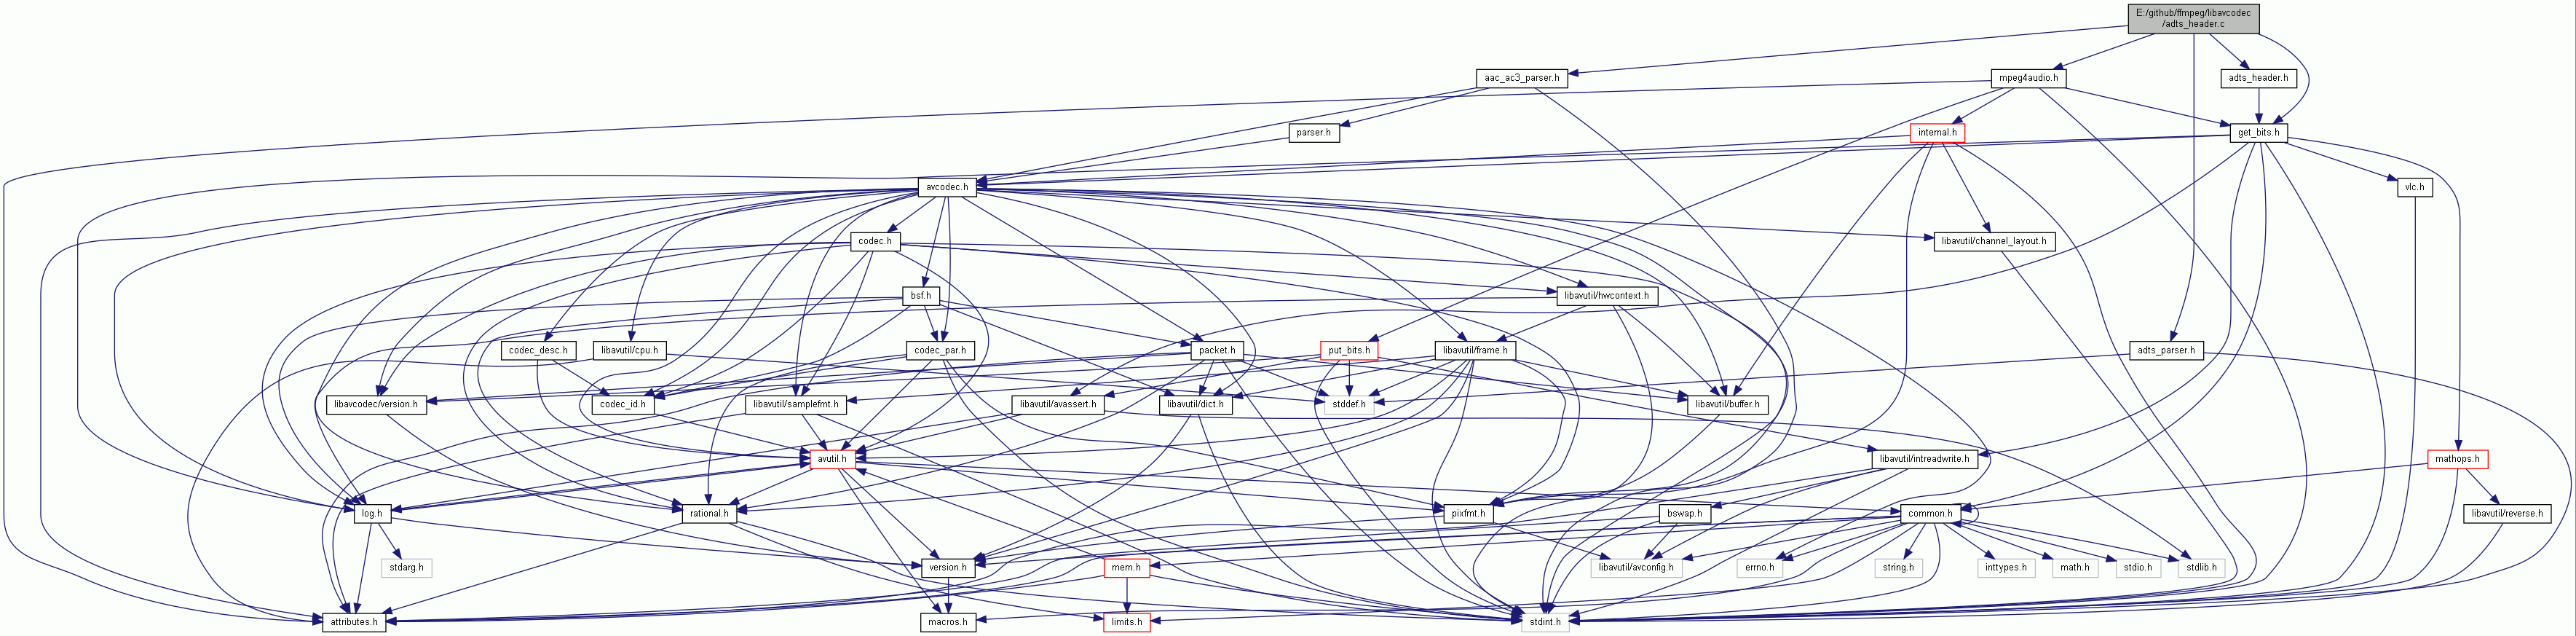 E:/github/ffmpeg/libavcodec
/adts_header.c
aac_ac3_parser.h
mpeg4audio.h
adts_header.h
parser.h
internal.h
get_bits.h
avcodec.h
vlc.h
codec.h
libavutil/channel_layout.h
bsf.h
libavutil/hwcontext.h
codec_desc.h
libavutil/cpu.h
codec_par.h
packet.h
put_bits.h
libavutil/frame.h
adts_parser.h
libavcodec/version.h
codec_id.h
libavutil/samplefmt.h
libavutil/avassert.h
libavutil/dict.h
stddef.h
libavutil/buffer.h
avutil.h
libavutil/intreadwrite.h
mathops.h
log.h
rational.h
pixfmt.h
bswap.h
common.h
libavutil/reverse.h
stdarg.h
version.h
mem.h
libavutil/avconfig.h
errno.h
string.h
inttypes.h
math.h
stdio.h
stdlib.h
attributes.h
macros.h
limits.h
stdint.h